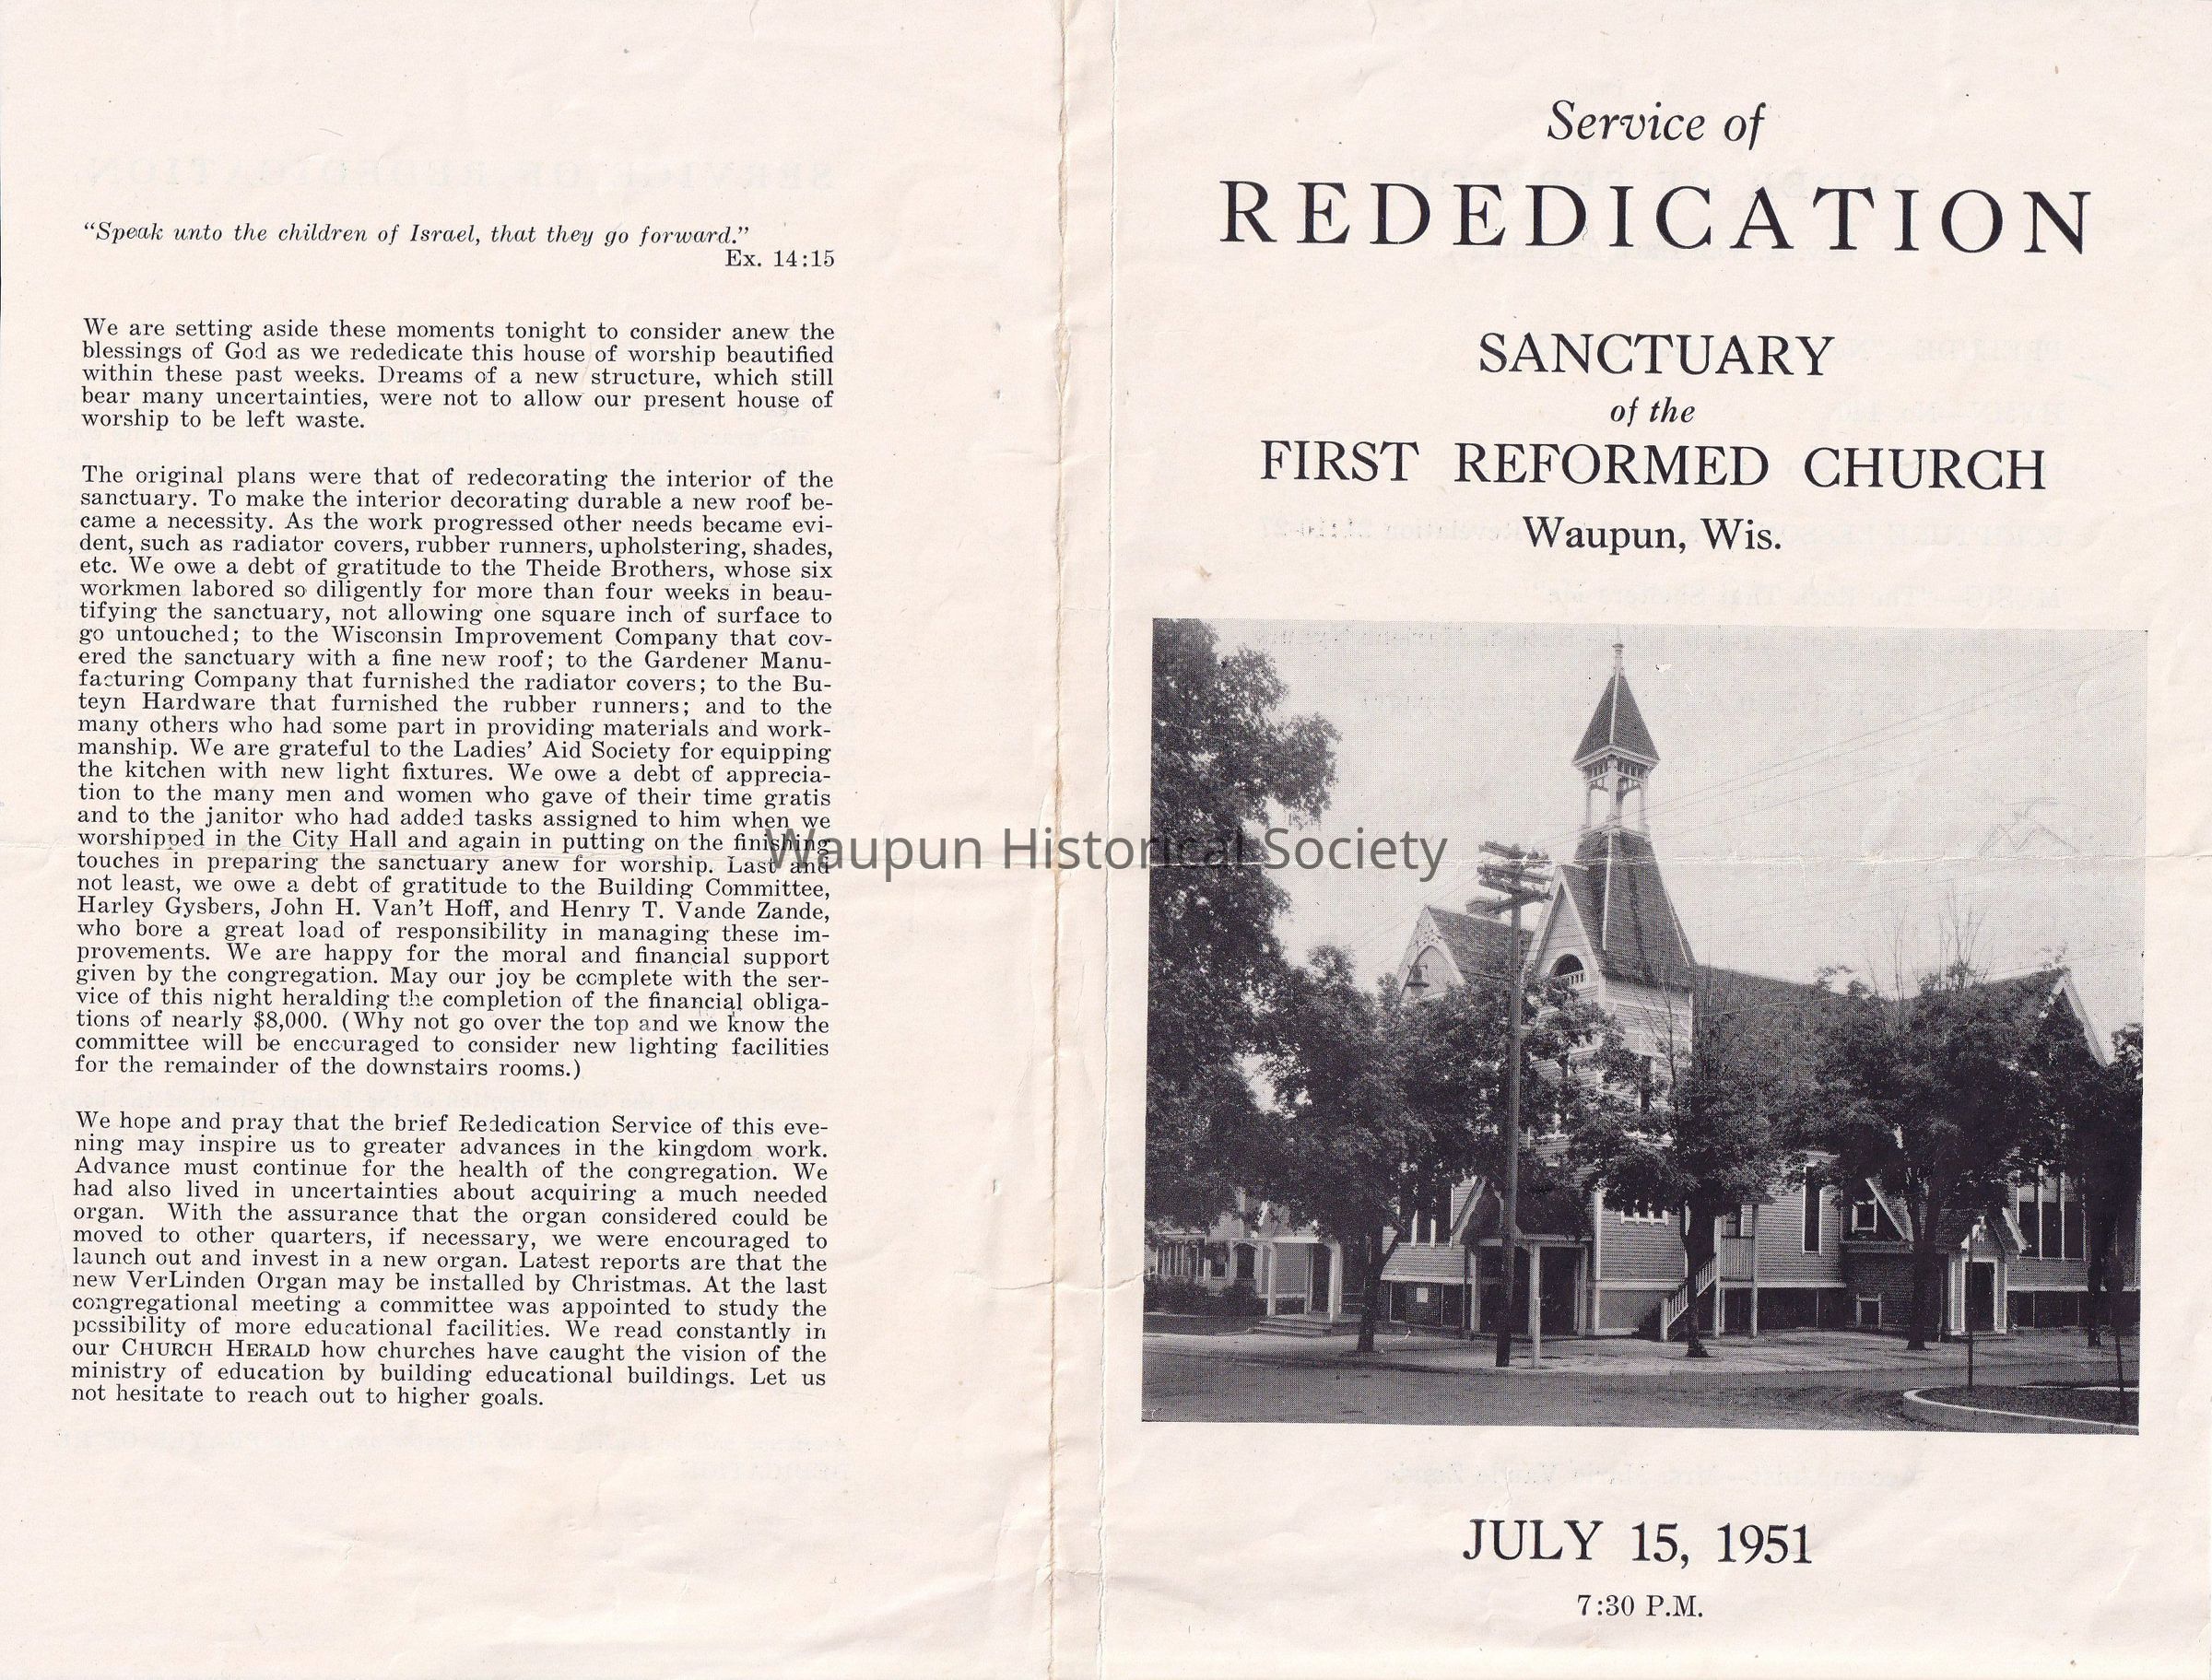 "Speak unto the children of Israel, that they go forward."
Ex. 14:15
We are setting aside these moments tonight to consider anew the
blessings of God as we rededicate this house of worship beautified
within these past weeks. Dreams of a new structure, which still
bear many uncertainties, were not to allow our present house of
worship to be left waste.
The original plans were that of redecorating the interior of the
sanctuary. To make the interior decorating durable a new roof be-
came a necessity. As the work progressed other needs became evi-
dent, such as radiator covers, rubber runners, upholstering, shades,
etc. We owe a debt of gratitude to the Theide Brothers, whose six
workmen labored so diligently for more than four weeks in beau-
tifying the sanctuary, not allowing one square inch of surface to
go untouched; to the Wisconsin Improvement Company that cov-
ered the sanctuary with a fine new roof; to the Gardener Manu-
facturing Company that furnished the radiator covers; to the Bu-
teyn Hardware that furnished the rubber runners; and to the
many others who had some part in providing materials and work-
manship. We are grateful to the Ladies' Aid Society for equipping
the kitchen with new light fixtures. We owe a debt of apprecia-
tion to the many men and women who gave of their time gratis
and to the janitor who had added tasks assigned to him when we
worshipped in the City Hall and again in putting on the finishing
touches in preparing the sanctuary anew for worship. Last and
not least, we owe a debt of gratitude to the Building Committee,
Harley Gysbers, John H. Van't Hoff, and Henry T. Vande Zande,
who bore a great load of responsibility in managing these im-
provements. We are happy for the moral and financial support
given by the congregation. May our joy be complete with the ser-
vice of this night heralding the completion of the financial obliga-
tions of nearly $8,000. (Why not go over the top and we know the
committee will be encouraged to consider new lighting facilities
for the remainder of the downstairs rooms.)
We hope and pray that the brief Rededication Service of this eve-
ning may inspire us to greater advances in the kingdom work.
Advance must continue for the health of the congregation. We
had also lived in uncertainties about acquiring a much needed
organ. With the assurance that the organ considered could be
moved to other quarters, if necessary, we were encouraged to
launch out and invest in a new organ. Latest reports are that the
new VerLinden Organ may be installed by Christmas. At the last
congregational meeting a committee was appointed to study the
possibility of more educational facilities. We read constantly in
our CHURCH HERALD how churches have caught the vision of the
ministry of education by building educational buildings. Let us
not hesitate to reach out to higher goals.
Waupun Historical Society
Service of
REDEDICATION
SANCTUARY
of the
FIRST REFORMED CHURCH
Waupun, Wis.
JULY 15, 1951
7:30 P.M.